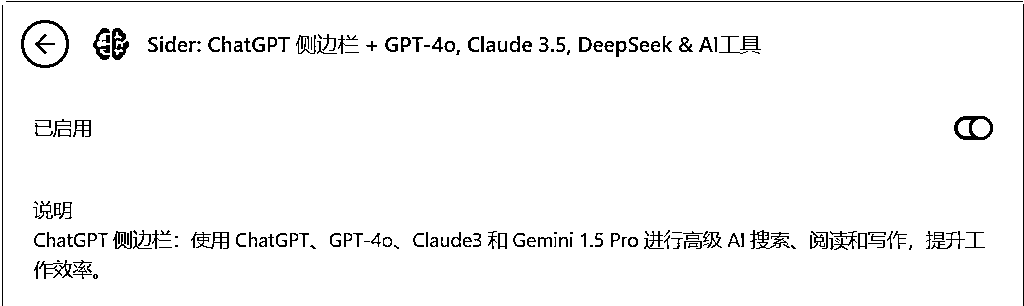 Sider: ChatGPT 侧边栏 + GPT-4o, Claude 3.5, DeepSeek & AI工具
已启用
说明
ChatGPT 侧边栏：使用 ChatGPT、GPT-4o、Claude3 和 Gemini 1.5 Pro 进行高级 AI 搜索、阅读和写作，提升工
作效率。